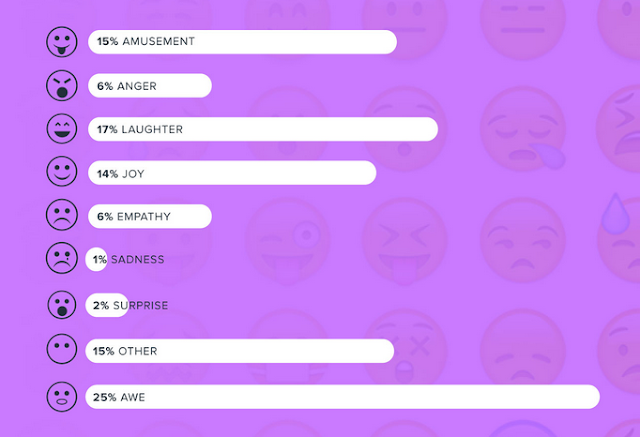 15% AMUSEMENT
6% ANGER
17% LAUGHTER
14% JOY
6% EMPATHY
1% SADNESS
2% SURPRISE
15% OTHER
25% AWE